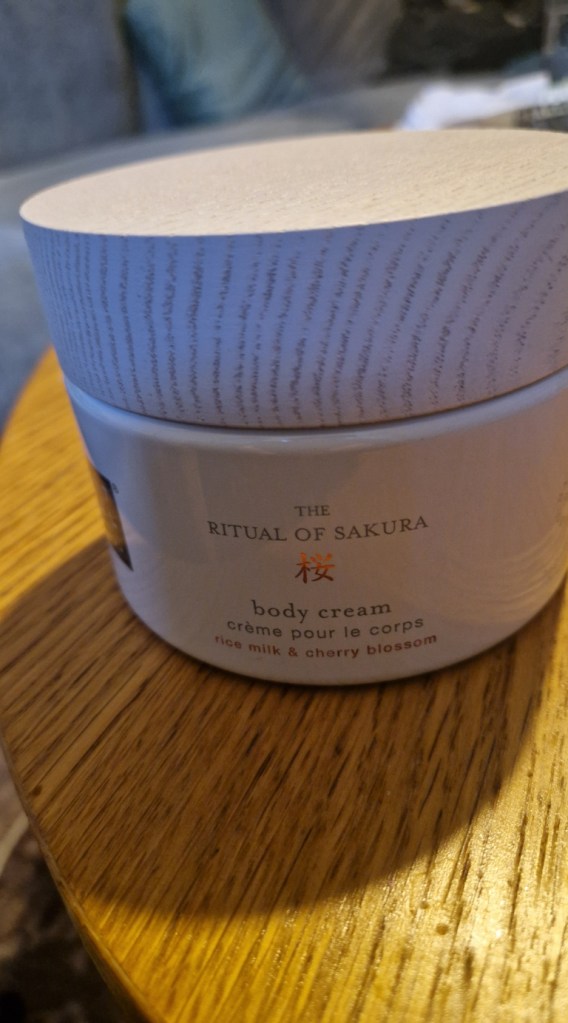 THE
RITUAL OF SAKURA
桜
body cream
crème pour le corps
rice milk & cherry blossom